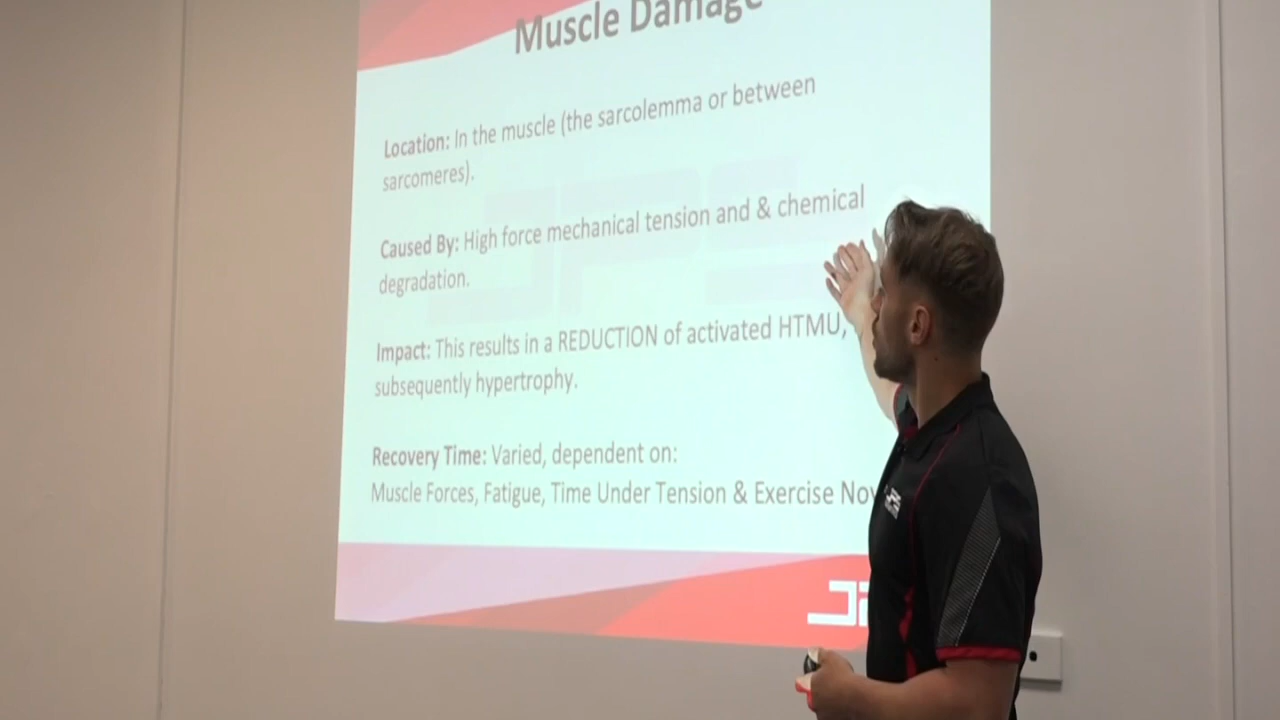 Muscle Damage
Location: In the muscle (the sarcolemma or between
sarcomeres).
Caused By: High force mechanical tension and & chemical
degradation.
Impact: This results in a REDUCTION of activated HTMU,
subsequently hypertrophy.
Recovery Time: Varied, dependent on:
Muscle Forces, Fatigue, Time Under Tension & Exercise